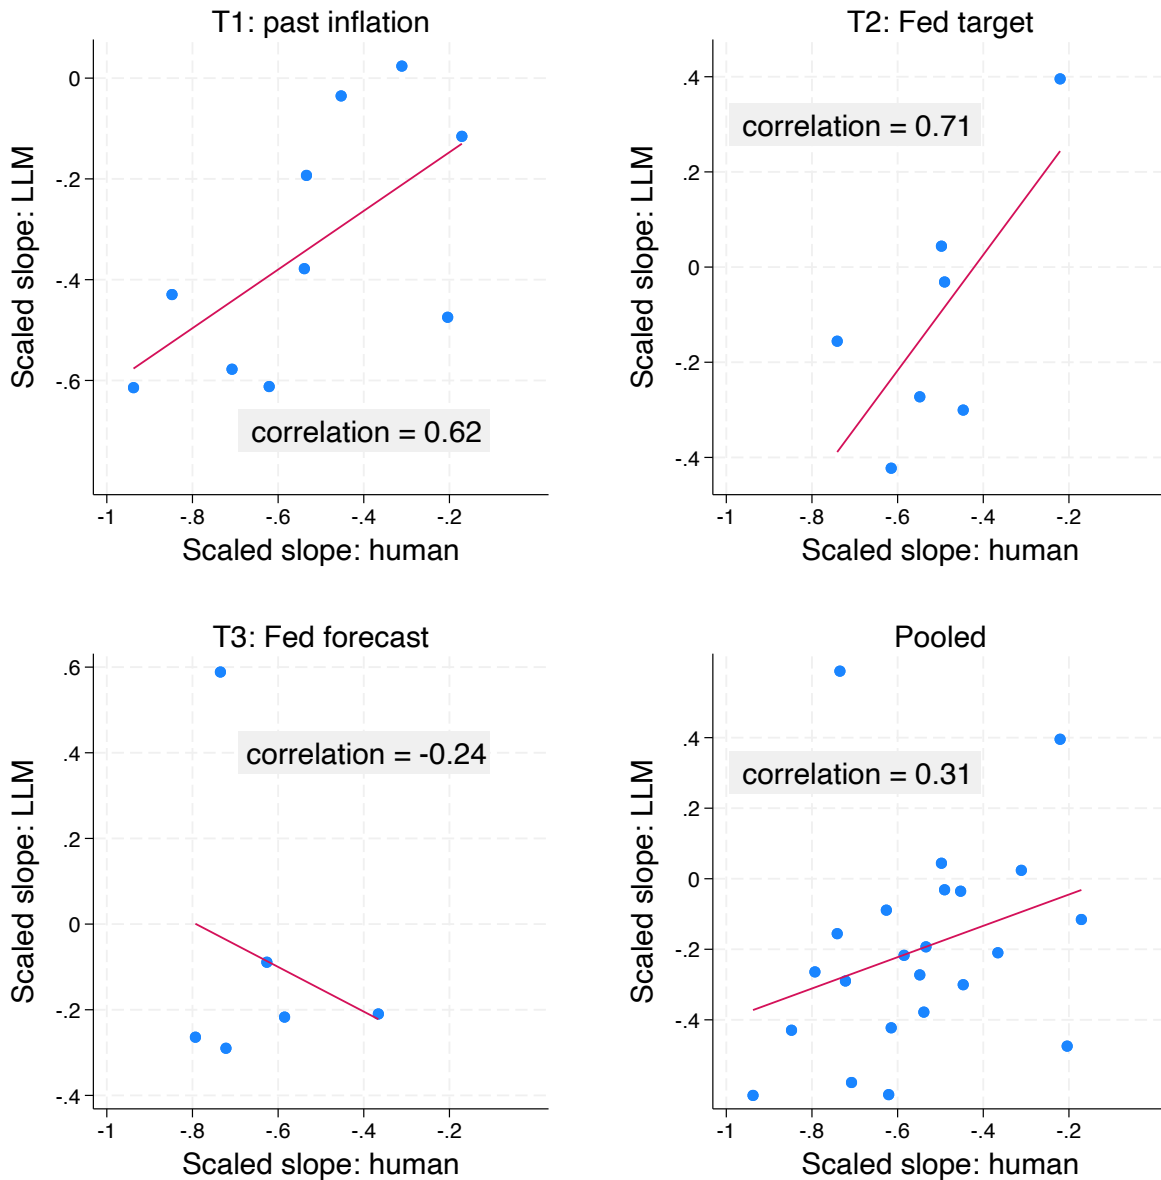 T1: past inflation
Scaled slope: LLM
0
-.2
-.4
-.6
correlation = 0.62
-1 -.8 -.6 -.4 -.2
Scaled slope: human
T2: Fed target
Scaled slope: LLM
.4
.2
0
-.2
-.4
correlation = 0.71
-1 -.8 -.6 -.4 -.2
Scaled slope: human
T3: Fed forecast
Scaled slope: LLM
.6
.4
.2
0
-.2
-.4
correlation = -0.24
-1 -.8 -.6 -.4 -.2
Scaled slope: human
Pooled
Scaled slope: LLM
.4
.2
0
-.2
-.4
correlation = 0.31
-1 -.8 -.6 -.4 -.2
Scaled slope: human